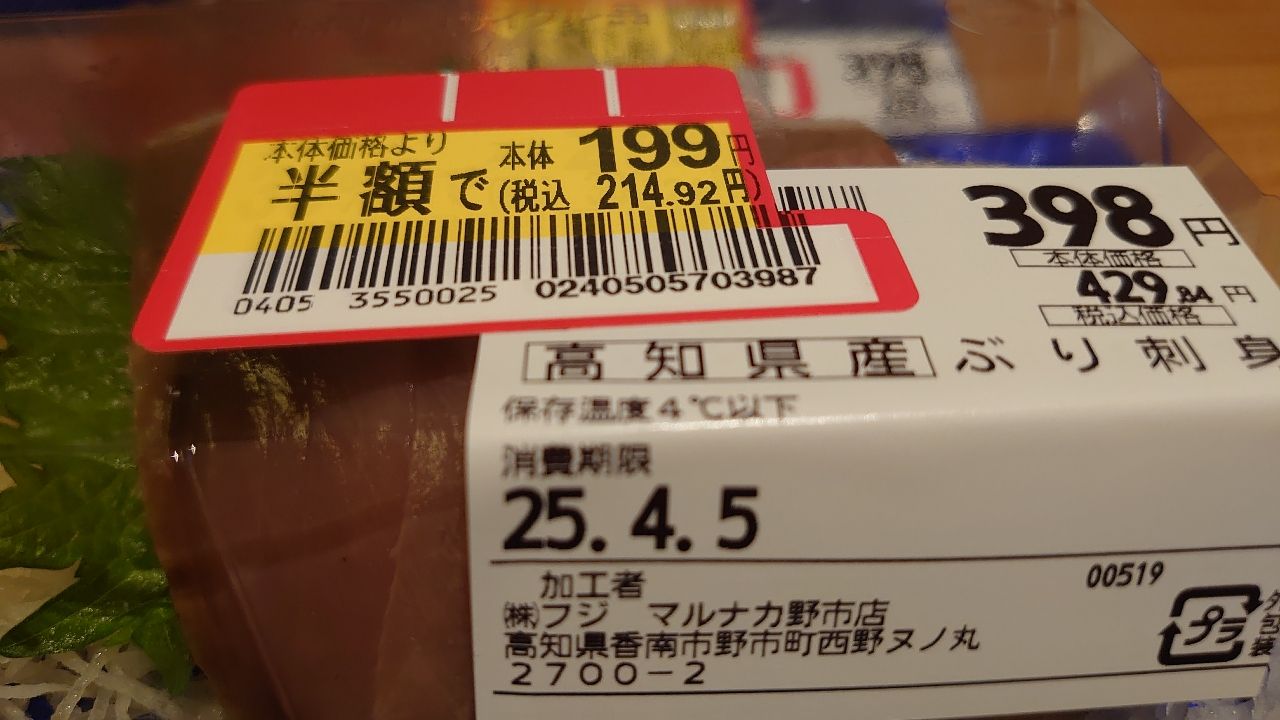 398
本体価格より
半額で 本体 199円
(税込 214.92円)
0405 3550025 0240505703987
398円
本体価格
429.84円
税込価格
高知県産 ぶり刺身
保存温度4℃以下
消費期限
25.4.5
00519
加工者
㈱フジ マルナカ野市店
高知県香南市野市町西野ヌノ丸
2700-2
プラ